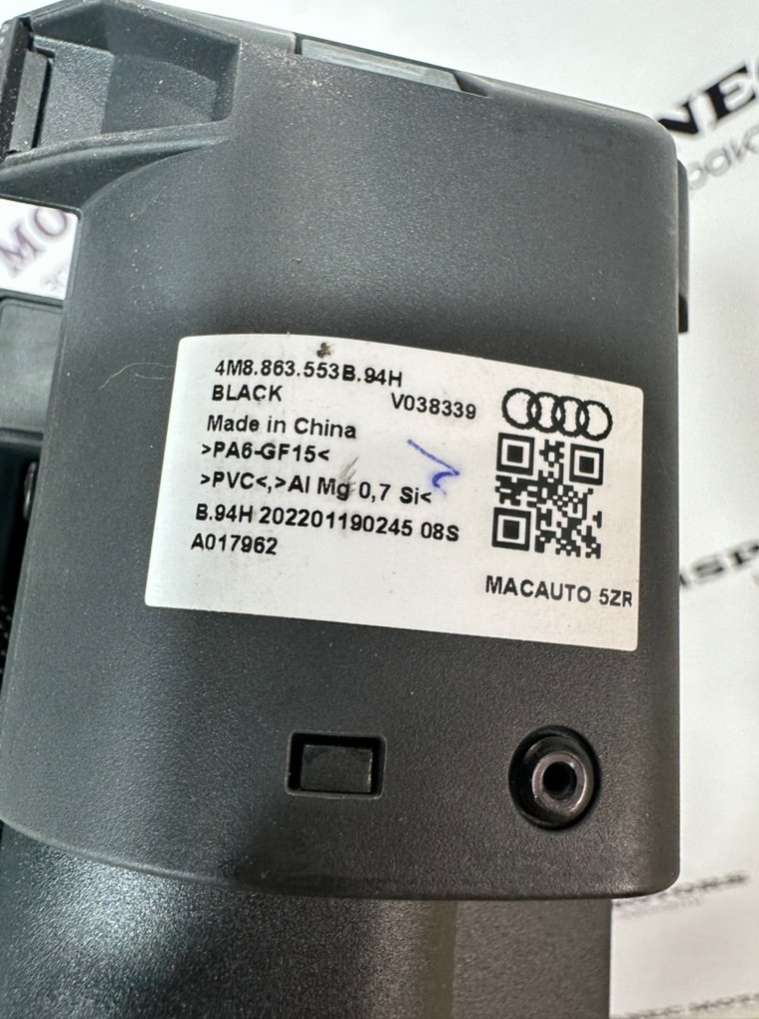 4M8.863.553B.94H
BLACK V038339
Made in China
>PA6-GF15<
>PVC<,>Al Mg 0,7 Si<
B.94H 202201190245 08S
A017962
MACAUTO 5ZR